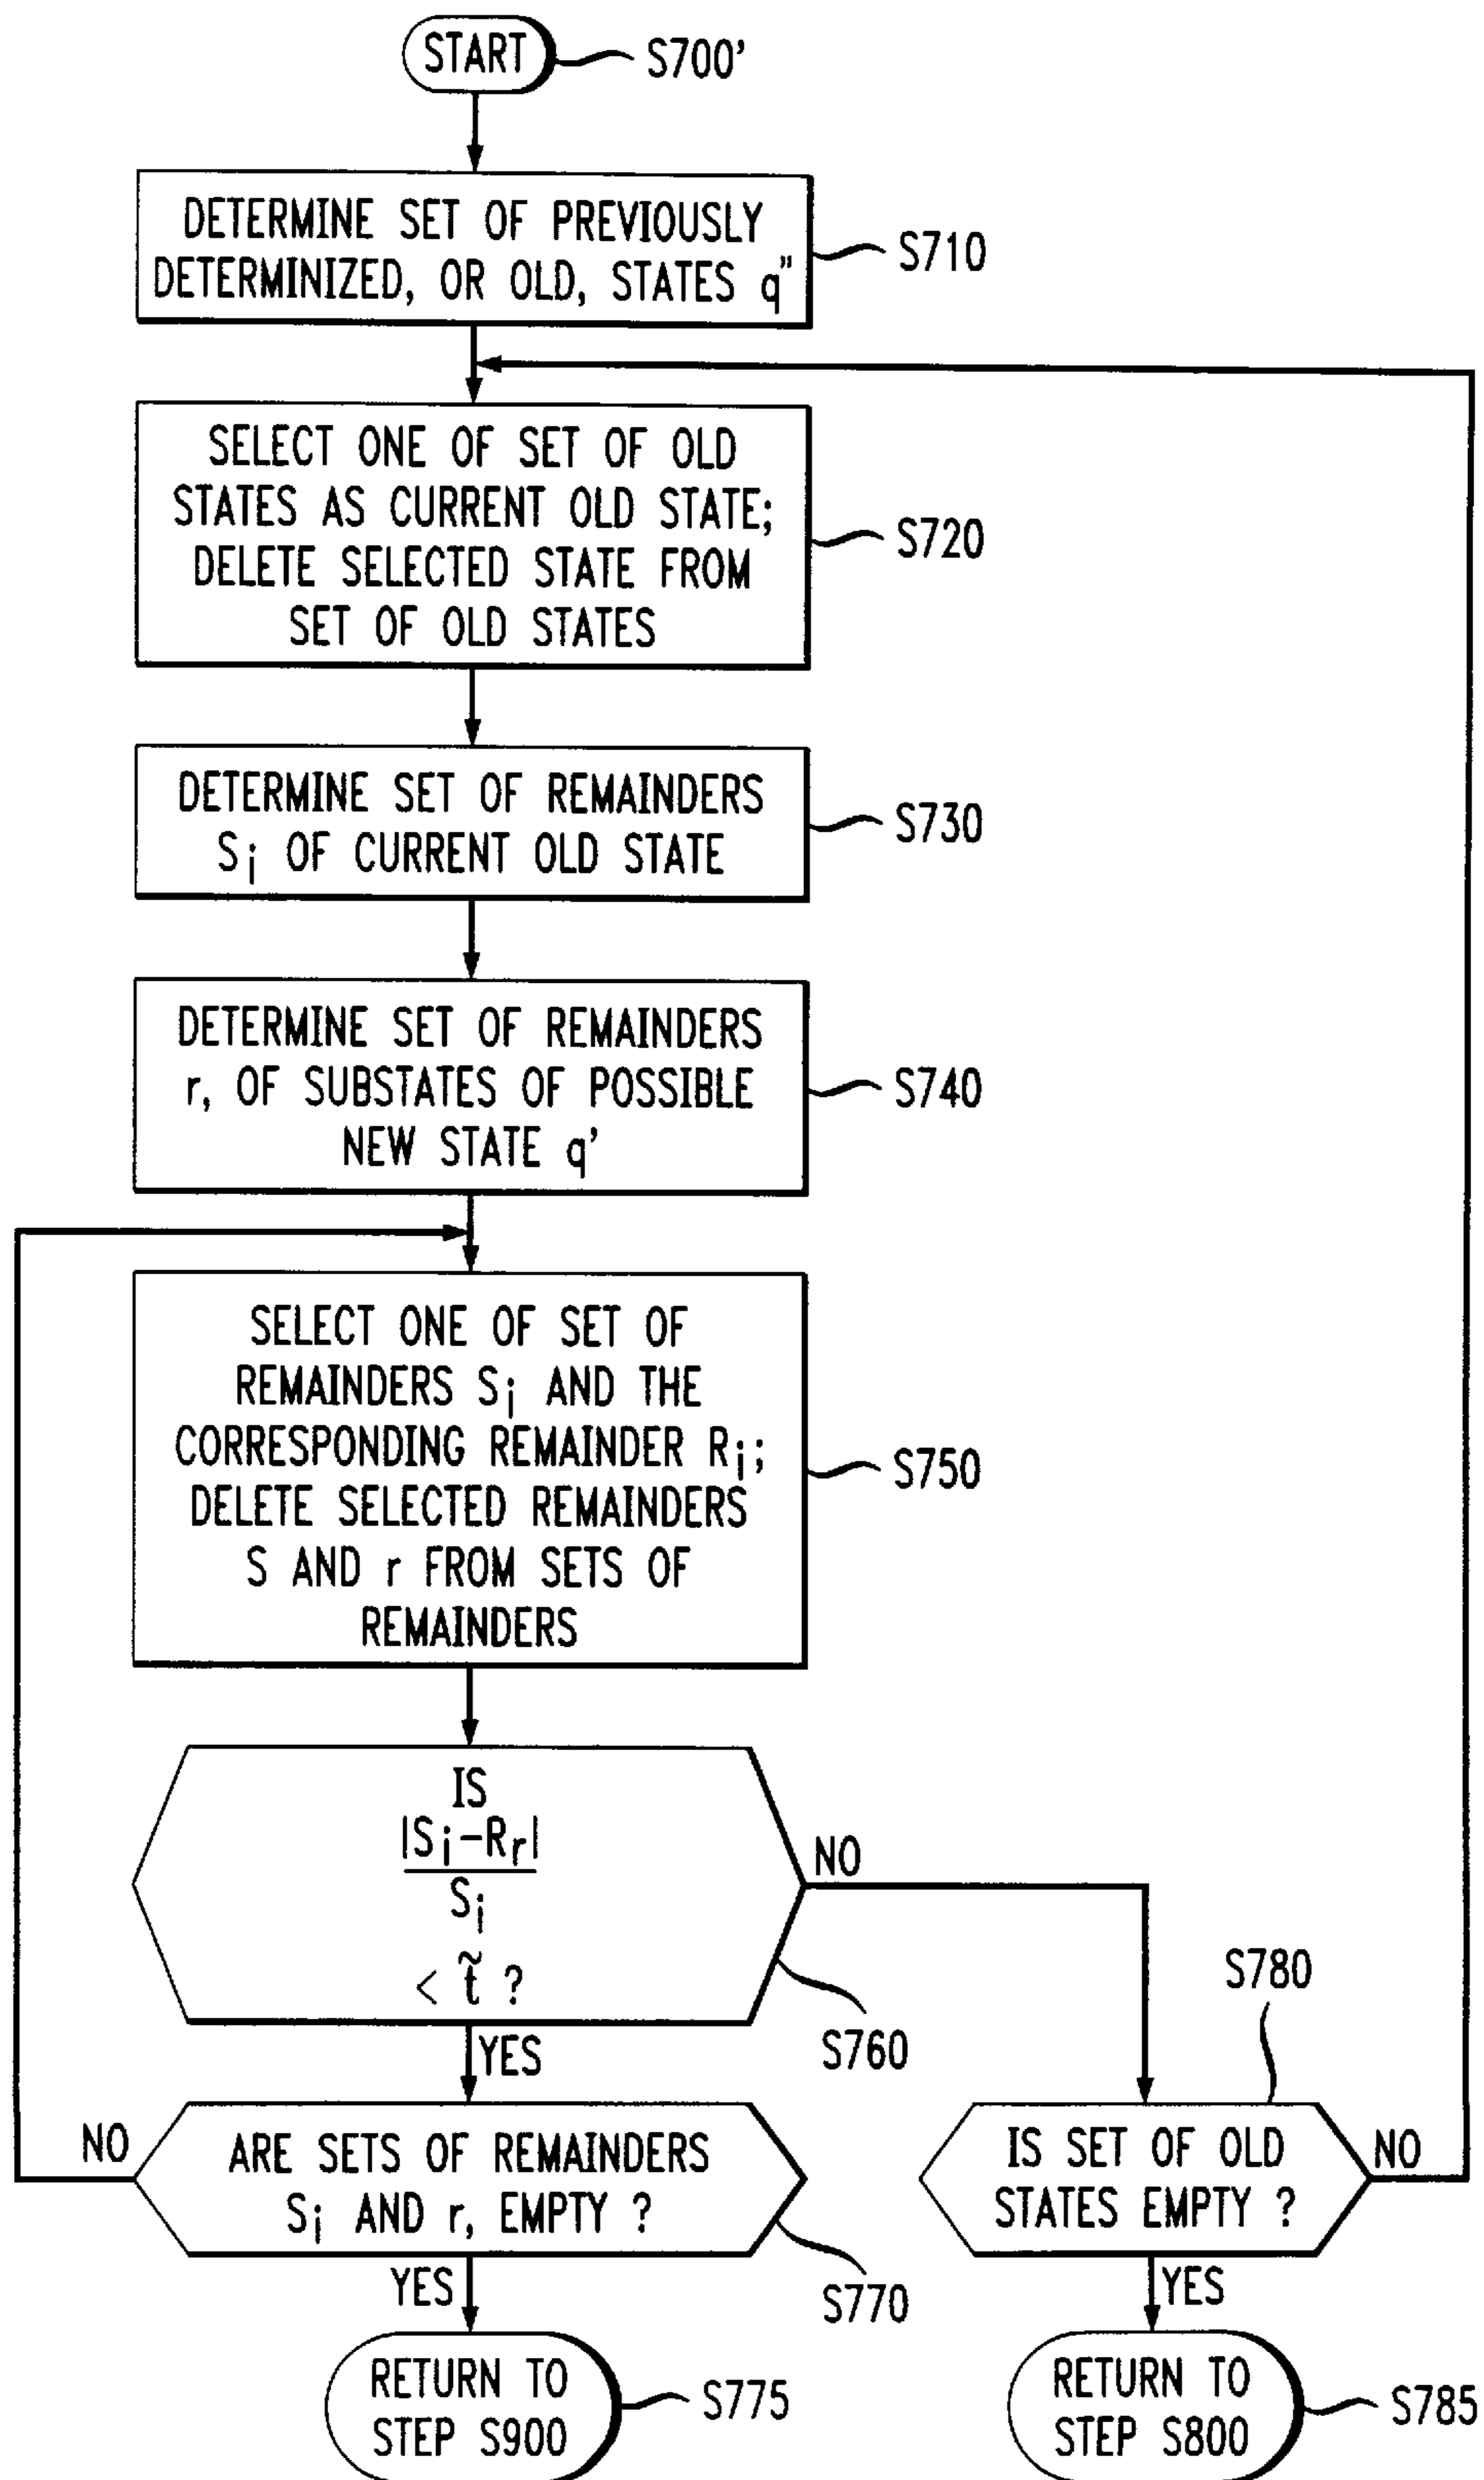 START
S700'
DETERMINE SET OF PREVIOUSLY
DETERMINIZED, OR OLD, STATES q"
S710
SELECT ONE OF SET OF OLD
STATES AS CURRENT OLD STATE;
DELETE SELECTED STATE FROM
SET OF OLD STATES
S720
DETERMINE SET OF REMAINDERS
Si OF CURRENT OLD STATE
S730
DETERMINE SET OF REMAINDERS
r, OF SUBSTATES OF POSSIBLE
NEW STATE q'
S740
SELECT ONE OF SET OF
REMAINDERS Si AND THE
CORRESPONDING REMAINDER Ri;
DELETE SELECTED REMAINDERS
S AND r FROM SETS OF
REMAINDERS
S750
IS
|Si-Rr|
Si
< t̃ ?
NO
S760
YES
ARE SETS OF REMAINDERS
Si AND r, EMPTY ?
NO
S770
YES
RETURN TO
STEP S900
S775
S780
IS SET OF OLD
STATES EMPTY ?
NO
YES
RETURN TO
STEP S800
S785